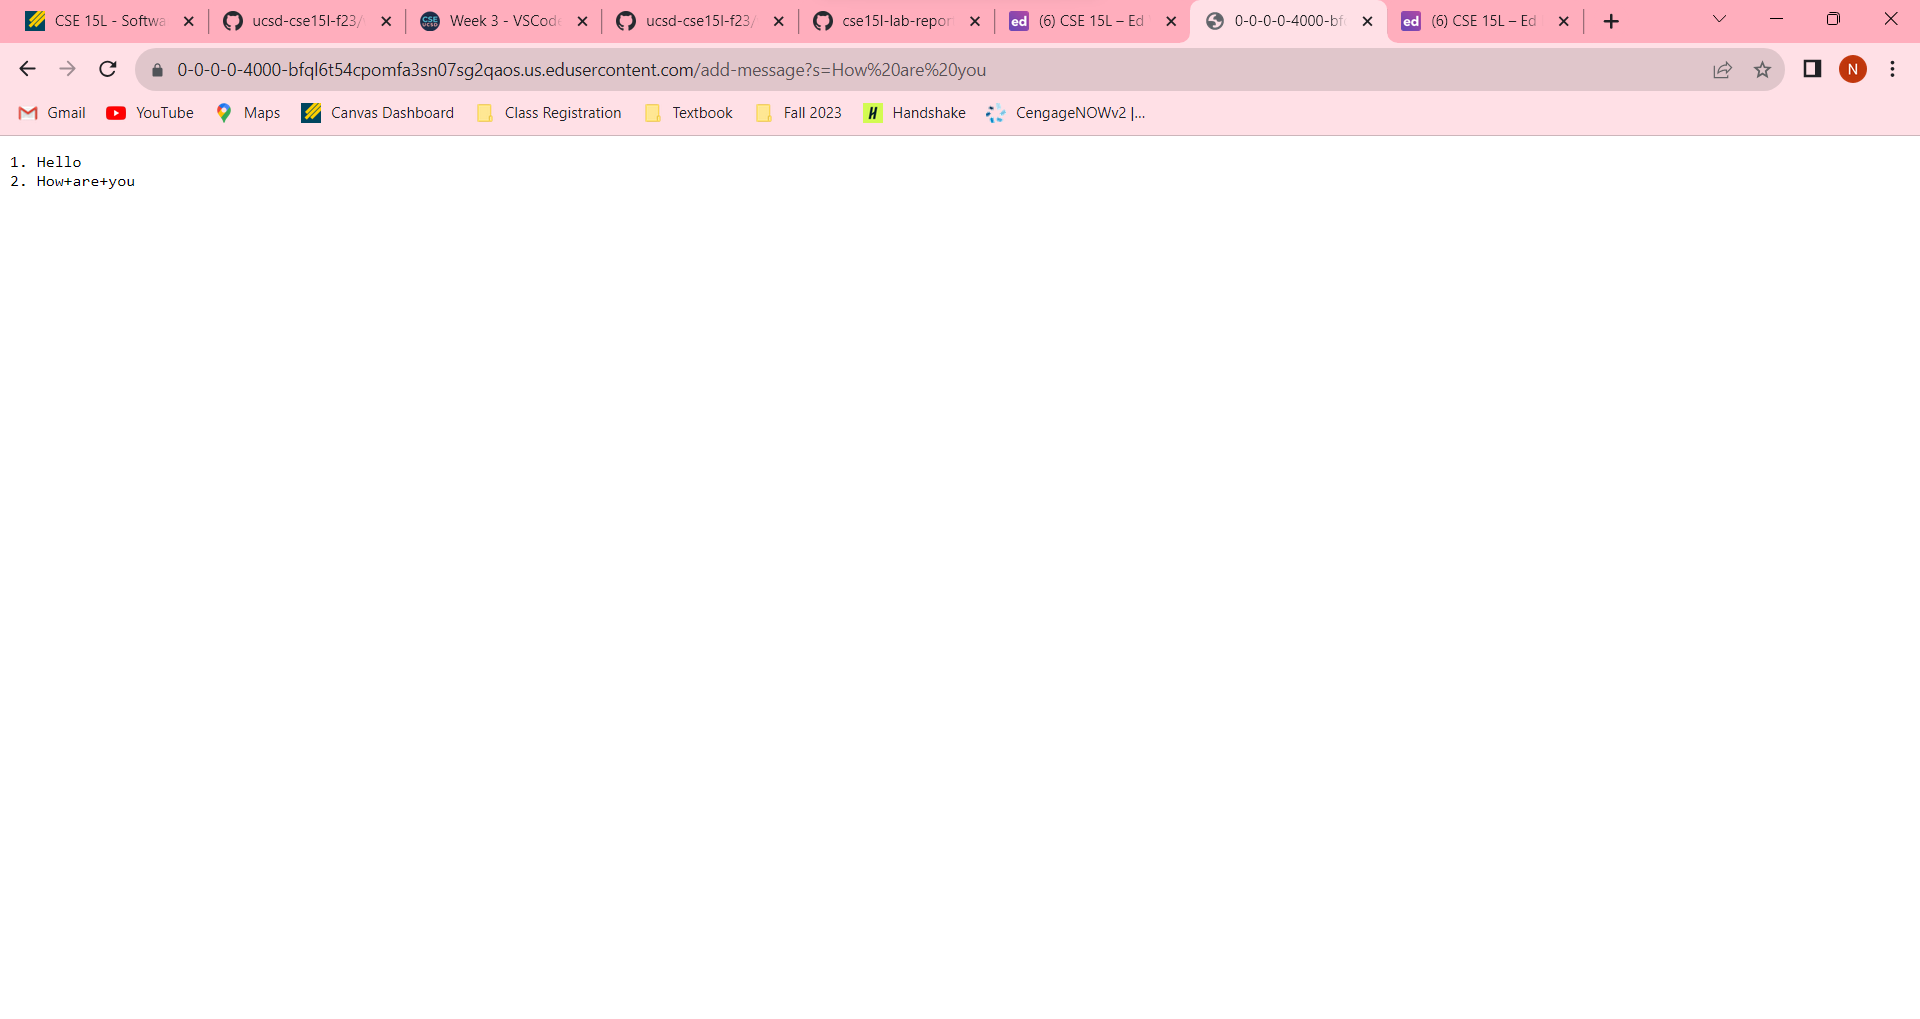 CSE 15L - Softwa
ucsd-cse15l-f23/
Week 3 - VSCode
ucsd-cse15l-f23/
cse15l-lab-repor
ed (6) CSE 15L – Ed
0-0-0-0-4000-bf
ed (6) CSE 15L – Ed
0-0-0-0-4000-bfql6t54cpomfa3sn07sg2qaos.us.edusercontent.com/add-message?s=How%20are%20you
N
Gmail YouTube Maps Canvas Dashboard Class Registration Textbook Fall 2023 H Handshake CengageNOWv2 |...
1. Hello
2. How+are+you